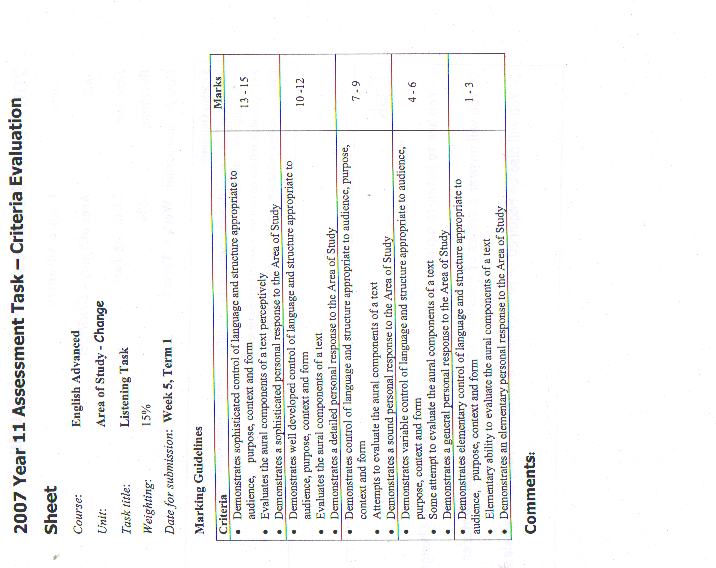 2007 Year 11 Assessment Task – Criteria Evaluation
Sheet
Course: English Advanced
Unit: Area of Study - Change
Task title: Listening Task
Weighting: 15%
Date for submission: Week 5, Term 1
Marking Guidelines
Criteria Marks
• Demonstrates sophisticated control of language and structure appropriate to 13 - 15
audience, purpose, context and form
• Evaluates the aural components of a text perceptively
• Demonstrates a sophisticated personal response to the Area of Study
• Demonstrates well developed control of language and structure appropriate to 10 -12
audience, purpose, context and form
• Evaluates the aural components of a text
• Demonstrates a detailed personal response to the Area of Study
• Demonstrates control of language and structure appropriate to audience, purpose, 7 - 9
context and form
• Attempts to evaluate the aural components of a text
• Demonstrates a sound personal response to the Area of Study
• Demonstrates variable control of language and structure appropriate to audience, 4 - 6
purpose, context and form
• Some attempt to evaluate the aural components of a text
• Demonstrates a general personal response to the Area of Study
• Demonstrates elementary control of language and structure appropriate to 1 - 3
audience, purpose, context and form
• Elementary ability to evaluate the aural components of a text
• Demonstrates an elementary personal response to the Area of Study
Comments: